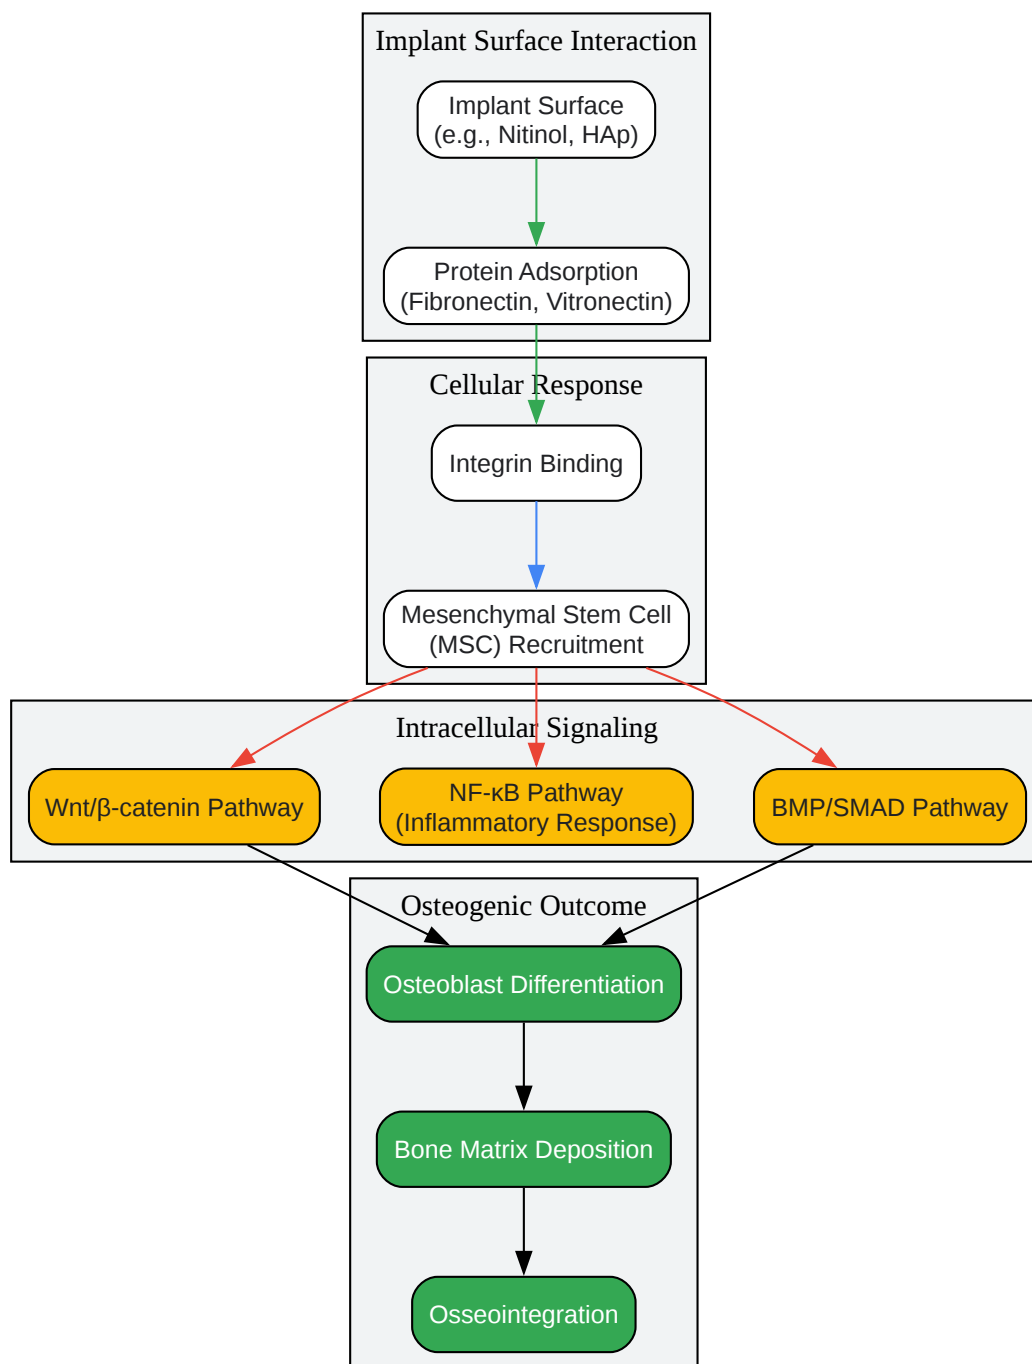 Implant Surface Interaction
Implant Surface
(e.g., Nitinol, HAp)
Protein Adsorption
(Fibronectin, Vitronectin)
Cellular Response
Integrin Binding
Mesenchymal Stem Cell
(MSC) Recruitment
Intracellular Signaling
Wnt/β-catenin Pathway
NF-κB Pathway
(Inflammatory Response)
BMP/SMAD Pathway
Osteogenic Outcome
Osteoblast Differentiation
Bone Matrix Deposition
Osseointegration